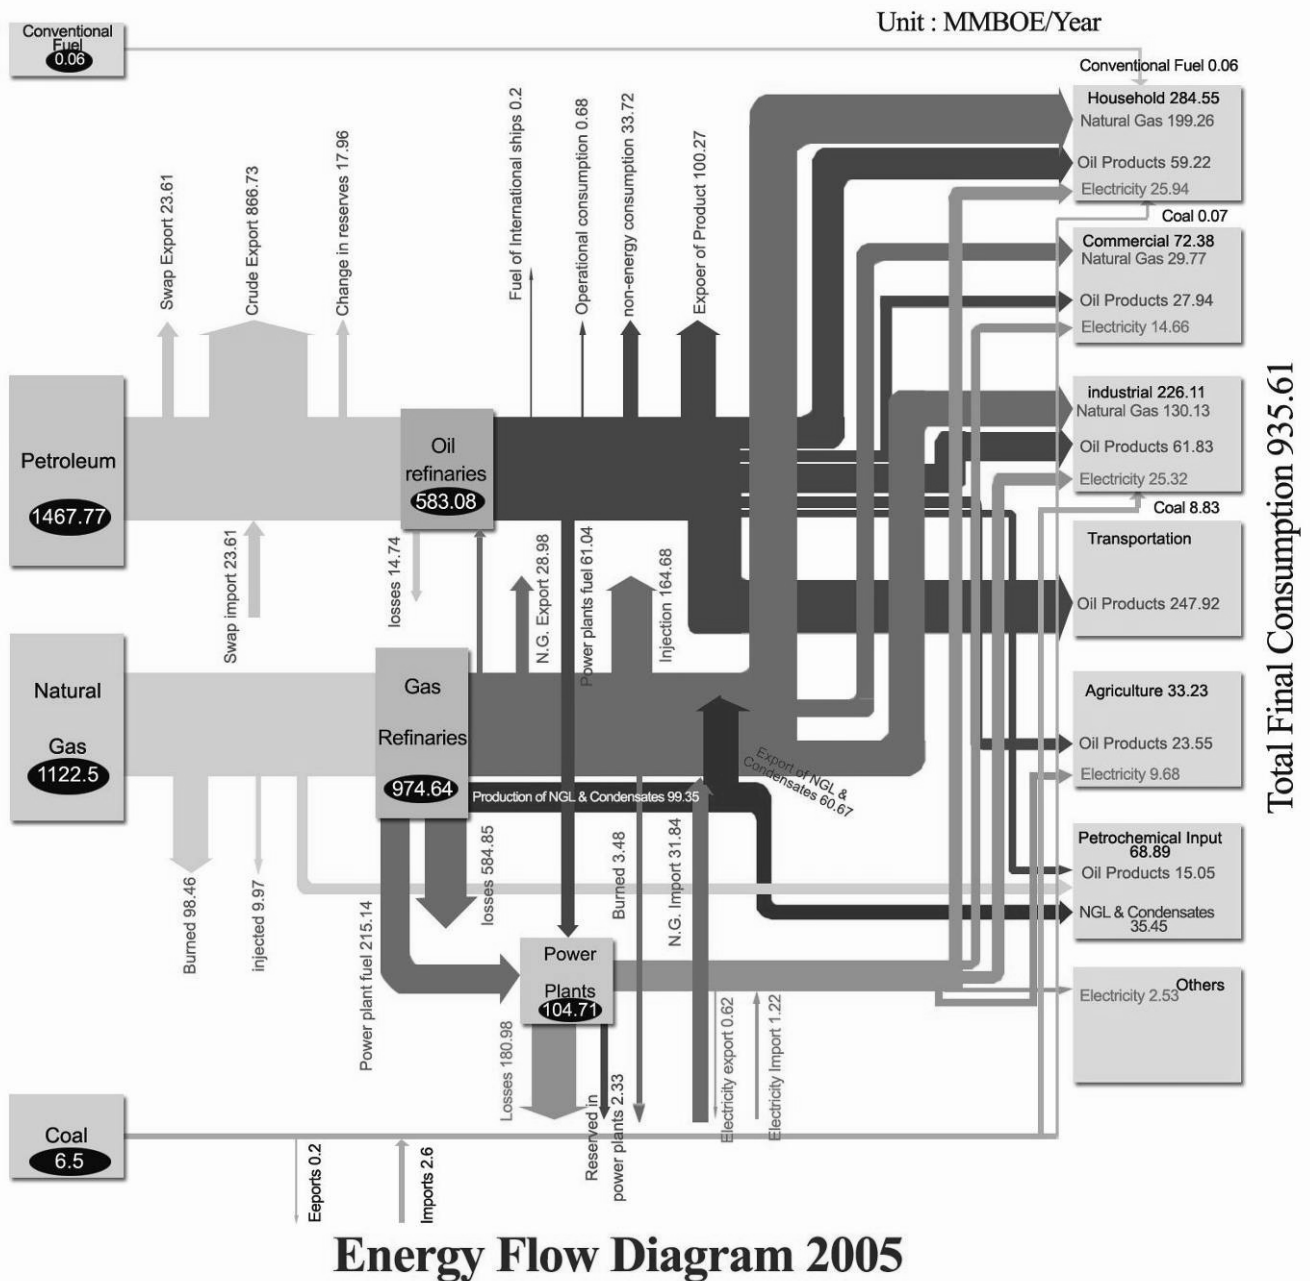 Unit : MMBOE/Year
Conventional
Fuel
0.06
Conventional Fuel 0.06
Household 284.55
Natural Gas 199.26
Oil Products 59.22
Electricity 25.94
Coal 0.07
Commercial 72.38
Natural Gas 29.77
Oil Products 27.94
Electricity 14.66
industrial 226.11
Natural Gas 130.13
Oil Products 61.83
Electricity 25.32
Coal 8.83
Transportation
Oil Products 247.92
Agriculture 33.23
Oil Products 23.55
Electricity 9.68
Petrochemical Input
68.89
Oil Products 15.05
NGL & Condensates
35.45
Others
Electricity 2.53
Total Final Consumption 935.61
Swap Export 23.61
Crude Export 866.73
Change in reserves 17.96
Fuel of International ships 0.2
Operational consumption 0.68
non-energy consumption 33.72
Expoer of Product 100.27
Petroleum
1467.77
Oil
refinaries
583.08
Swap import 23.61
losses 14.74
N.G. Export 28.98
Power plants fuel 61.04
Injection 164.68
Natural
Gas
1122.5
Gas
Refinaries
974.64
Production of NGL & Condensates 99.35
Export of NGL &
Condensates 60.67
Burned 98.46
injected 9.97
Power plant fuel 215.14
losses 584.85
Burned 3.48
N.G. Import 31.84
Power
Plants
104.71
Losses 180.98
Reserved in
power plants 2.33
Electricity export 0.62
Electricity Import 1.22
Coal
6.5
Eeports 0.2
Imports 2.6
Energy Flow Diagram 2005